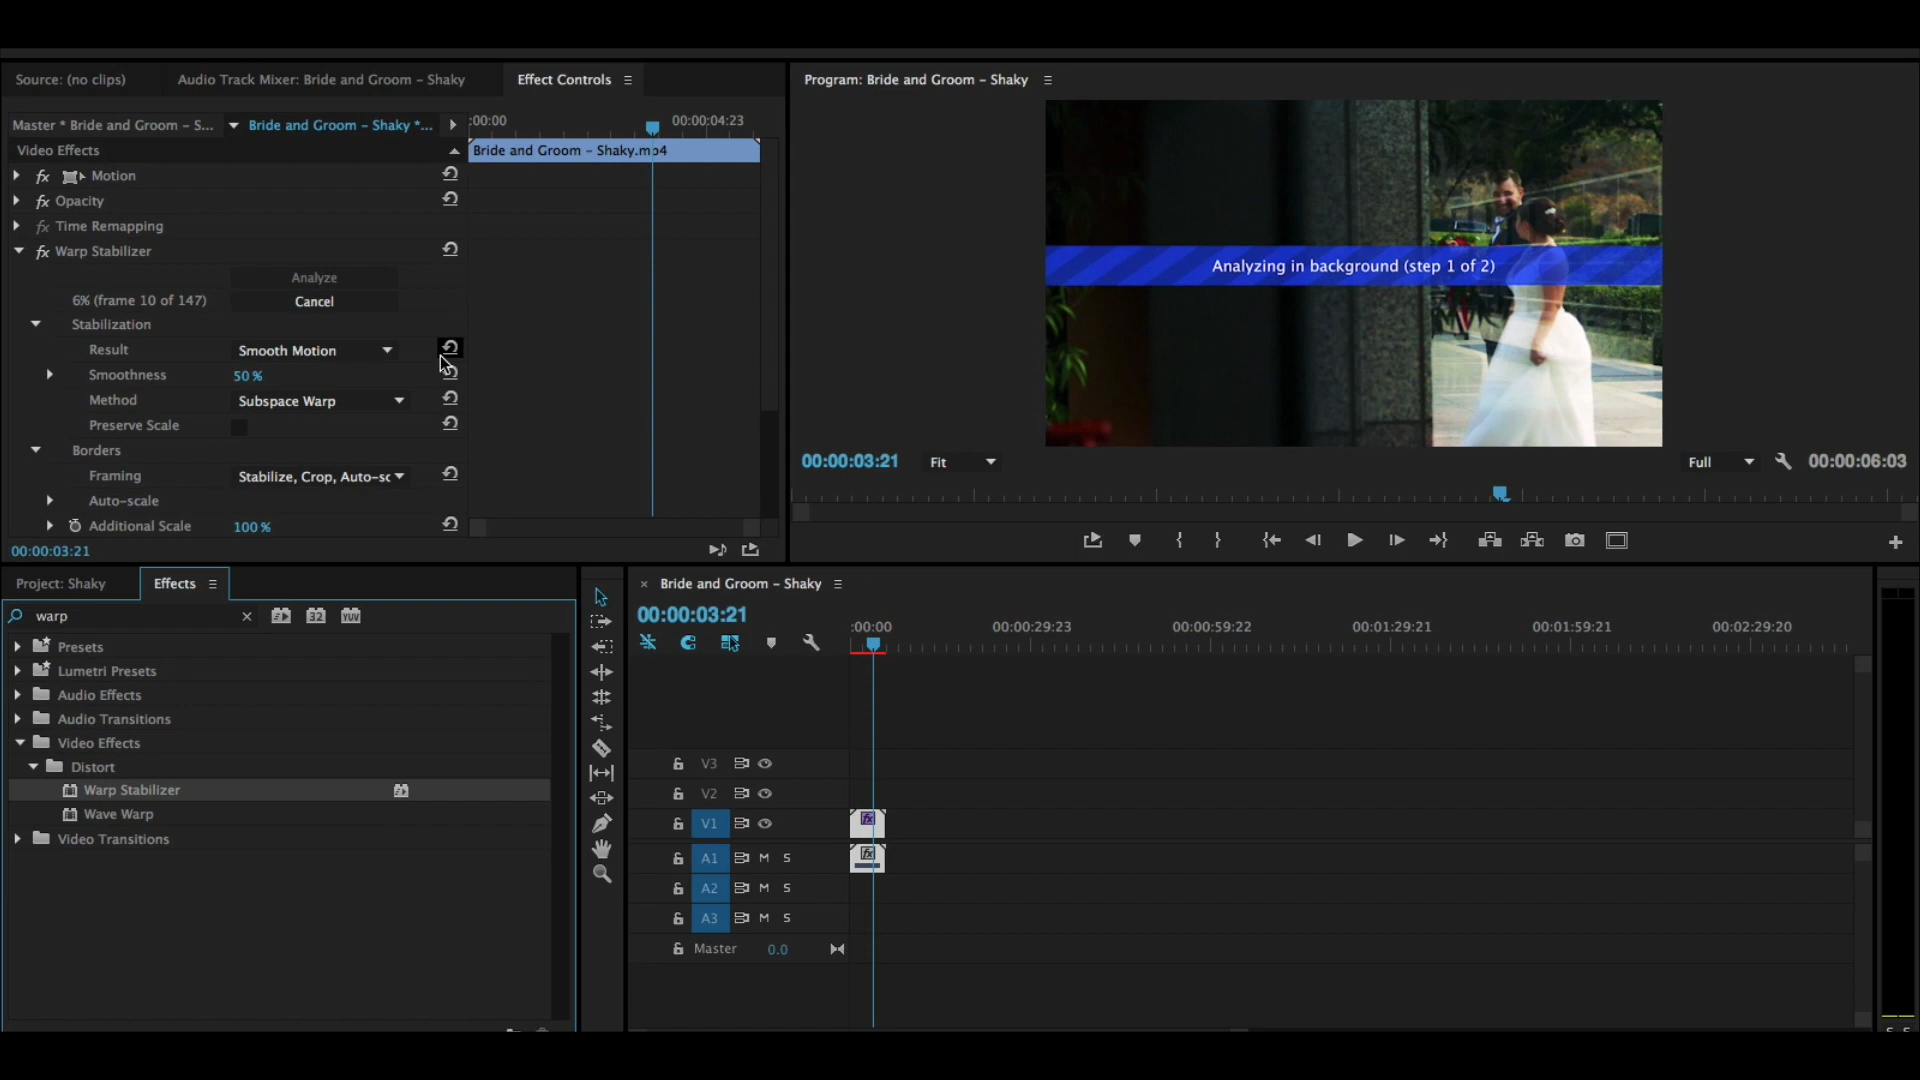 Source: (no clips)
Audio Track Mixer: Bride and Groom – Shaky
Effect Controls
Program: Bride and Groom – Shaky
Master * Bride and Groom – S...
Bride and Groom – Shaky *...
:00:00
00:00:04:23
Video Effects
Bride and Groom – Shaky.mp4
fx Motion
fx Opacity
fx Time Remapping
fx Warp Stabilizer
Analyze
6% (frame 10 of 147)
Cancel
Stabilization
Result
Smooth Motion
Smoothness
50 %
Method
Subspace Warp
Preserve Scale
Borders
Framing
Stabilize, Crop, Auto-sc
Auto-scale
Additional Scale
100 %
00:00:03:21
Analyzing in background (step 1 of 2)
00:00:03:21
Fit
Full
00:00:06:03
Project: Shaky
Effects
warp
32
YUV
Presets
Lumetri Presets
Audio Effects
Audio Transitions
Video Effects
Distort
Warp Stabilizer
Wave Warp
Video Transitions
× Bride and Groom – Shaky
00:00:03:21
:00:00
00:00:29:23
00:00:59:22
00:01:29:21
00:01:59:21
00:02:29:20
V3
V2
V1
fx
A1 M S
fx
A2 M S
A3 M S
Master
0.0